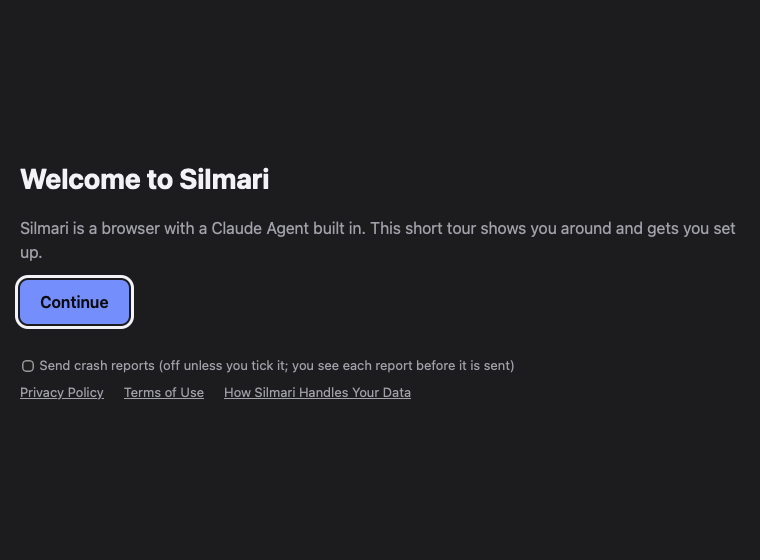 Welcome to Silmari
Silmari is a browser with a Claude Agent built in. This short tour shows you around and gets you set
up.
Continue
Send crash reports (off unless you tick it; you see each report before it is sent)
Privacy Policy Terms of Use How Silmari Handles Your Data